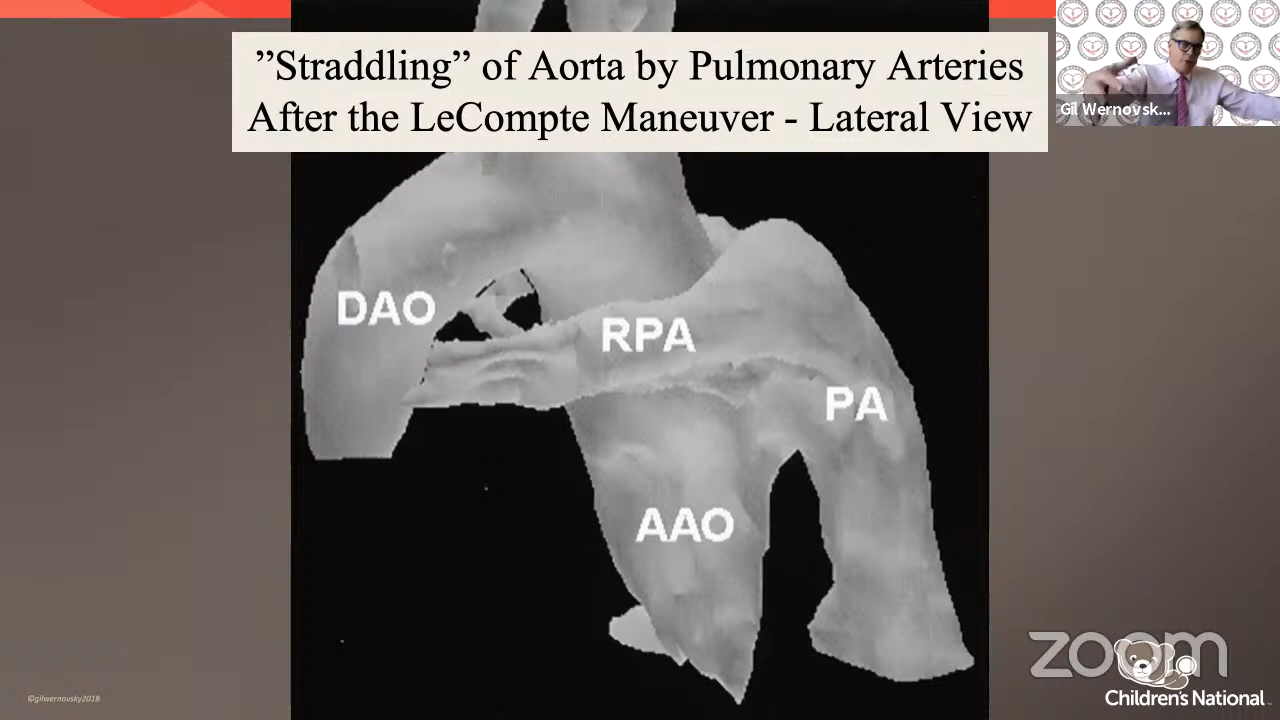 ”Straddling” of Aorta by Pulmonary Arteries
After the LeCompte Maneuver - Lateral View
Gil Wernovsk...
DAO
RPA
PA
AAO
zoom
Children's National
©gilwernovsky2018